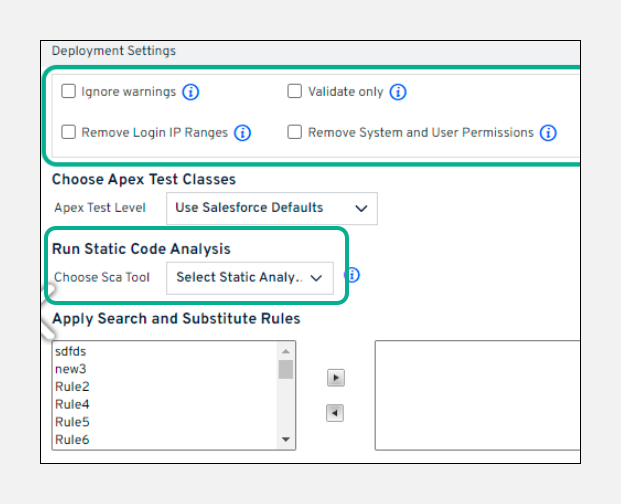 Deployment Settings
Ignore warnings Validate only
Remove Login IP Ranges Remove System and User Permissions
Choose Apex Test Classes
Apex Test Level Use Salesforce Defaults
Run Static Code Analysis
Choose Sca Tool Select Static Analy..
Apply Search and Substitute Rules
sdfds
new3
Rule2
Rule4
Rule5
Rule6